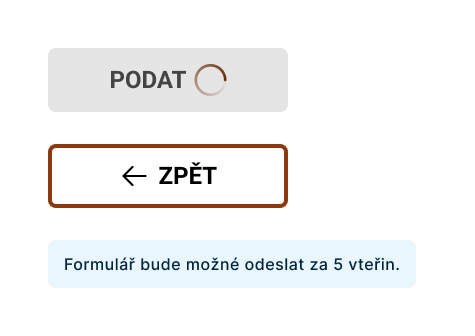 PODAT
← ZPĚT
Formulář bude možné odeslat za 5 vteřin.